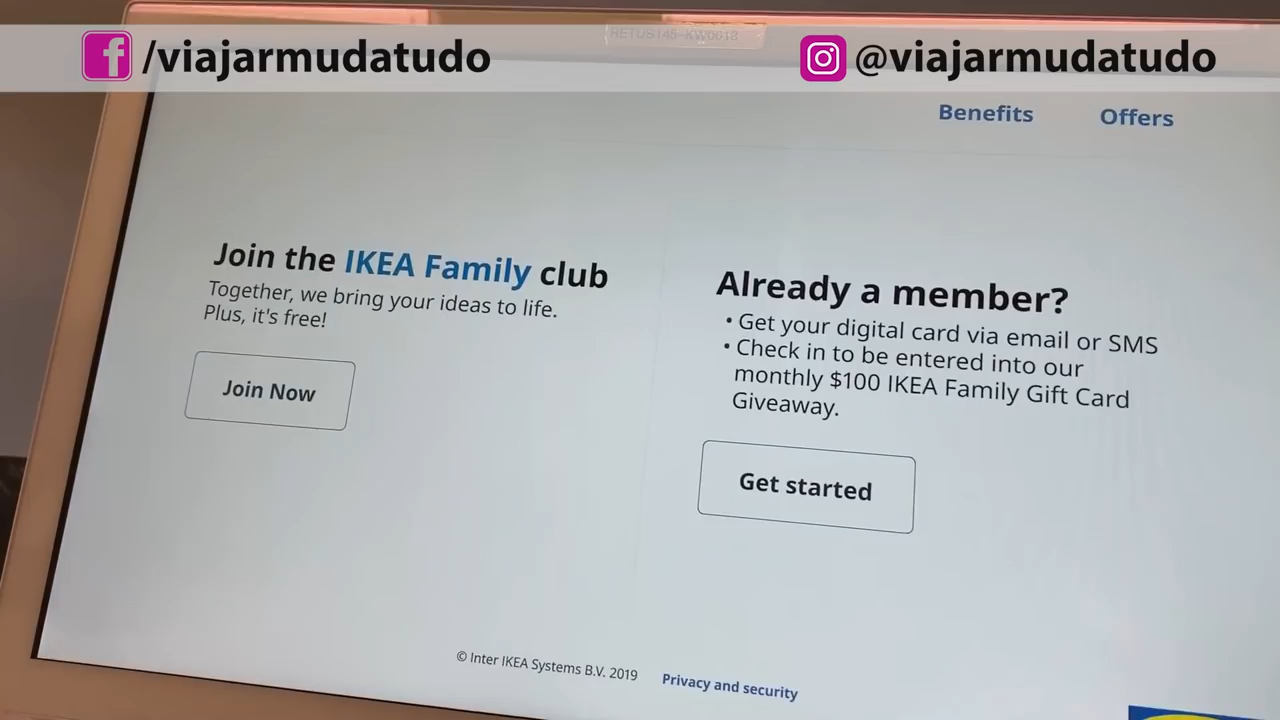 /viajarmudatudo
@viajarmudatudo
RETUS145-KW0018
Benefits
Offers
Join the IKEA Family club
Together, we bring your ideas to life.
Plus, it's free!
Join Now
Already a member?
• Get your digital card via email or SMS
• Check in to be entered into our
monthly $100 IKEA Family Gift Card
Giveaway.
Get started
© Inter IKEA Systems B.V. 2019
Privacy and security